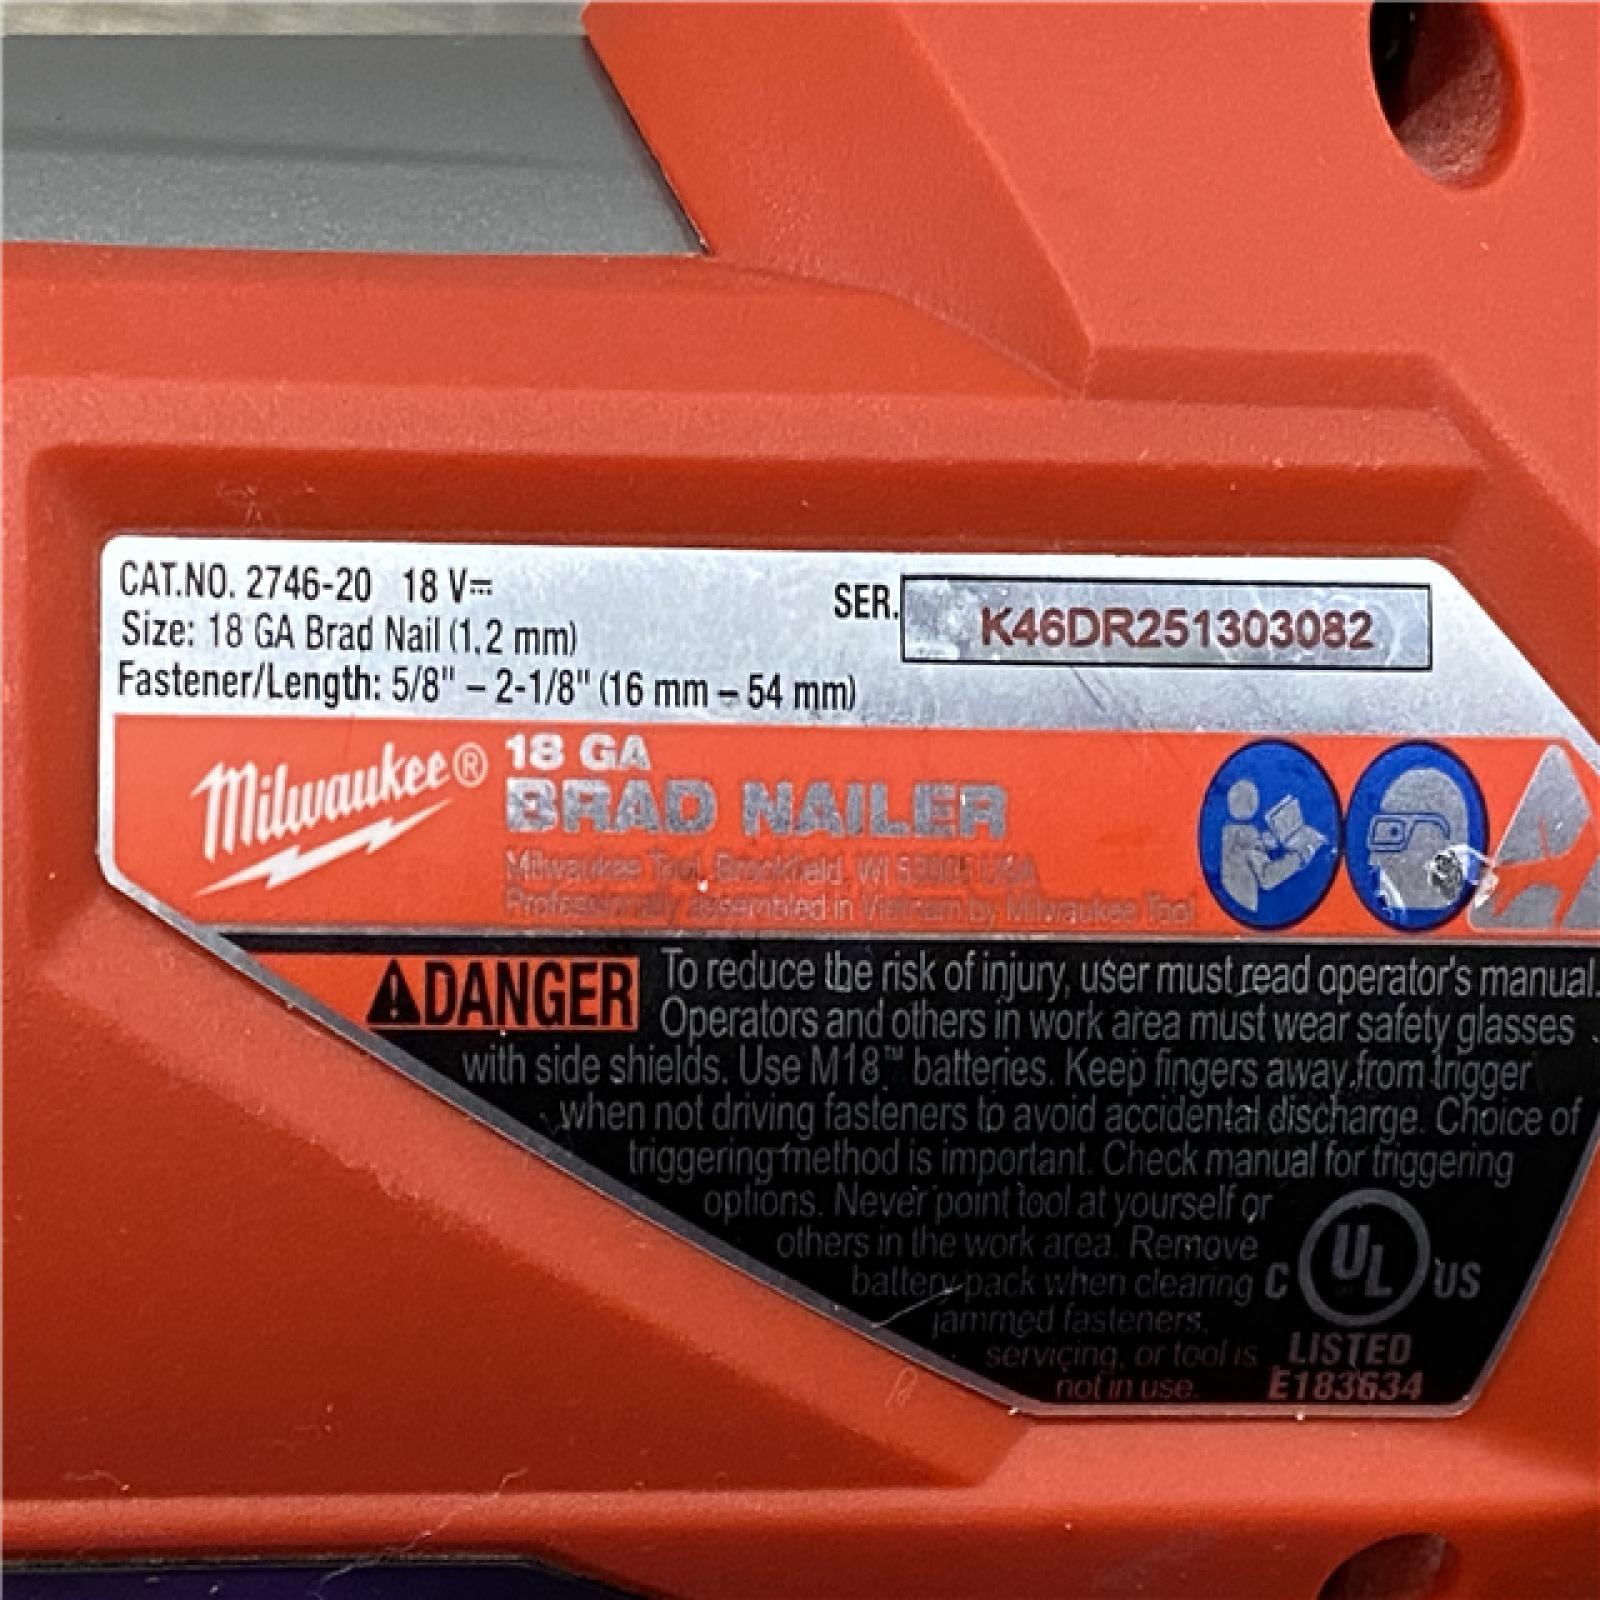 CAT.NO. 2746-20 18 V⎓
Size: 18 GA Brad Nail (1.2 mm)
Fastener/Length: 5/8" – 2-1/8" (16 mm – 54 mm)
SER. K46DR251303082
Milwaukee®
18 GA
BRAD NAILER
Milwaukee Tool, Brookfield, WI 53005 USA
Professionally assembled in Vietnam by Milwaukee Tool
⚠DANGER
To reduce the risk of injury, user must read operator's manual.
Operators and others in work area must wear safety glasses
with side shields. Use M18™ batteries. Keep fingers away from trigger
when not driving fasteners to avoid accidental discharge. Choice of
triggering method is important. Check manual for triggering
options. Never point tool at yourself or
others in the work area. Remove
battery pack when clearing
jammed fasteners,
servicing, or tool is
not in use.
C UL US
LISTED
E183634